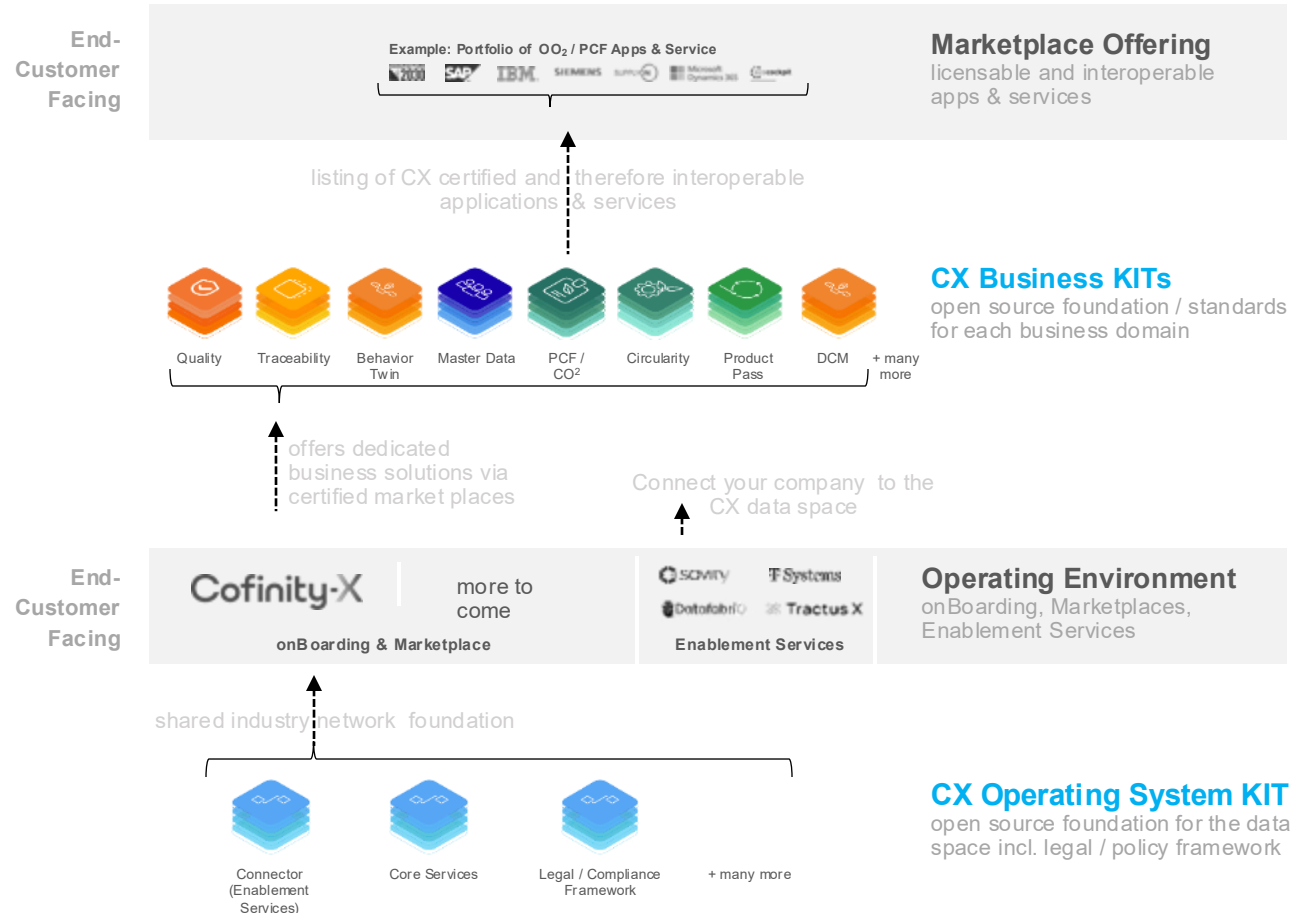 End-
Customer
Facing
Example: Portfolio of OO₂ / PCF Apps & Service
2030
SAP
IBM.
SIEMENS
Microsoft
Dynamics 365
cockpit
Marketplace Offering
licensable and interoperable
apps & services
listing of CX certified and therefore interoperable
applications & services
Quality
Traceability
Behavior
Twin
Master Data
PCF /
CO²
Circularity
Product
Pass
DCM
+ many
more
CX Business KITs
open source foundation / standards
for each business domain
offers dedicated
business solutions via
certified market places
Connect your company to the
CX data space
End-
Customer
Facing
Cofinity-X
more to
come
onBoarding & Marketplace
sovity
T Systems
Datafabriq
Tractus X
Enablement Services
Operating Environment
onBoarding, Marketplaces,
Enablement Services
shared industry network foundation
Connector
(Enablement
Services)
Core Services
Legal / Compliance
Framework
+ many more
CX Operating System KIT
open source foundation for the data
space incl. legal / policy framework